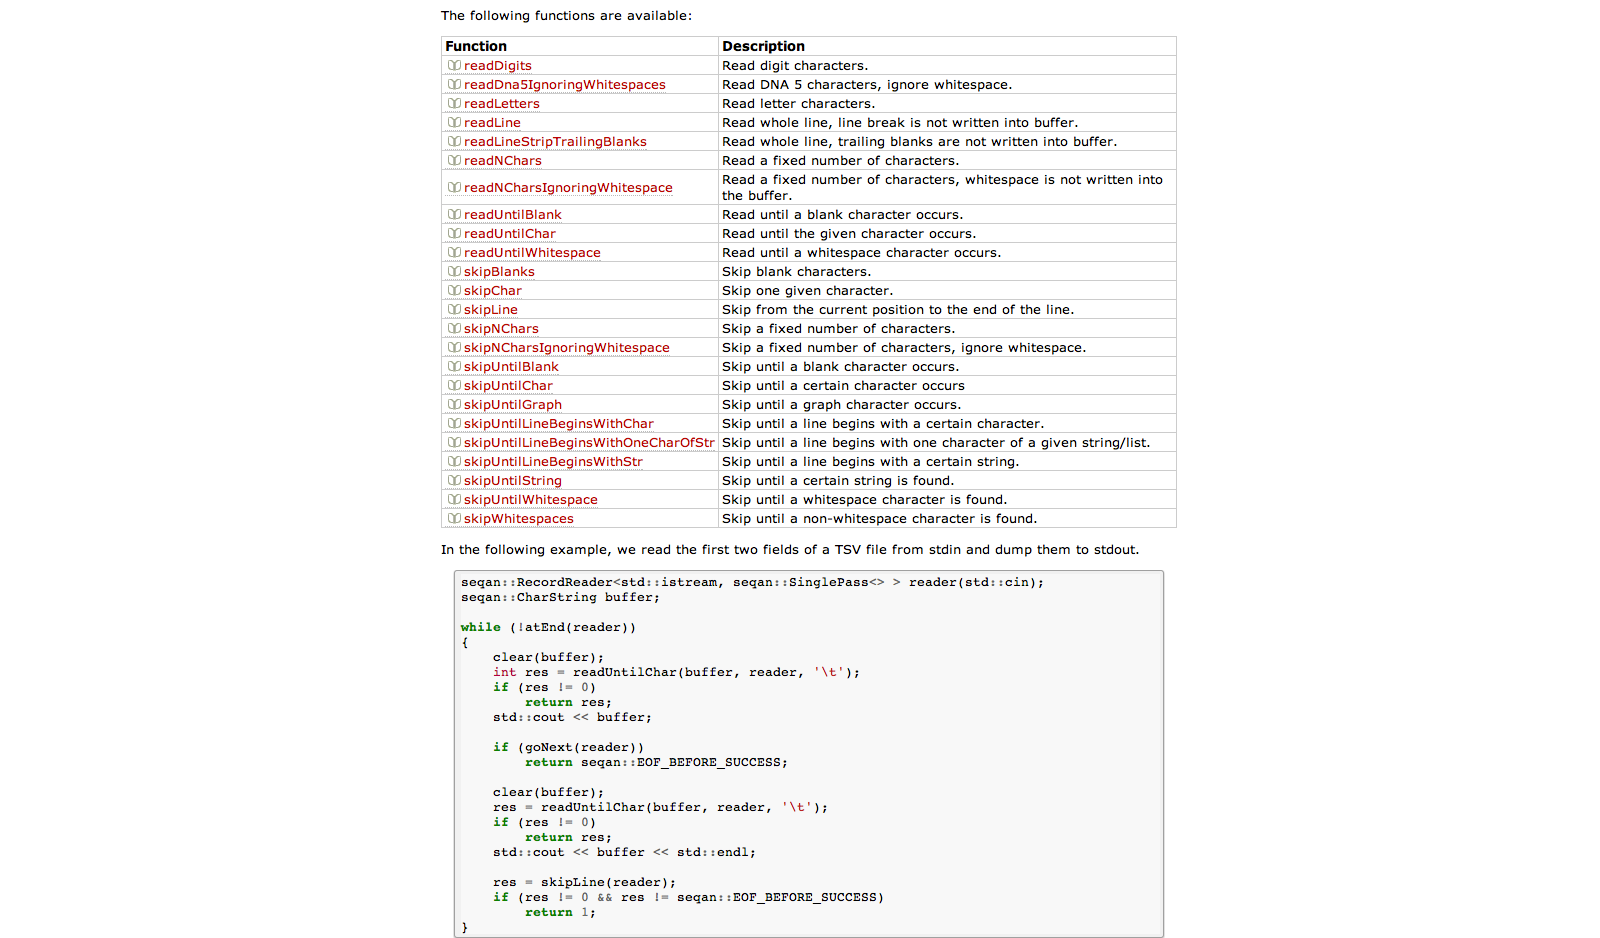 The following functions are available:
Function Description
readDigits Read digit characters.
readDna5IgnoringWhitespaces Read DNA 5 characters, ignore whitespace.
readLetters Read letter characters.
readLine Read whole line, line break is not written into buffer.
readLineStripTrailingBlanks Read whole line, trailing blanks are not written into buffer.
readNChars Read a fixed number of characters.
readNCharsIgnoringWhitespace Read a fixed number of characters, whitespace is not written into
the buffer.
readUntilBlank Read until a blank character occurs.
readUntilChar Read until the given character occurs.
readUntilWhitespace Read until a whitespace character occurs.
skipBlanks Skip blank characters.
skipChar Skip one given character.
skipLine Skip from the current position to the end of the line.
skipNChars Skip a fixed number of characters.
skipNCharsIgnoringWhitespace Skip a fixed number of characters, ignore whitespace.
skipUntilBlank Skip until a blank character occurs.
skipUntilChar Skip until a certain character occurs
skipUntilGraph Skip until a graph character occurs.
skipUntilLineBeginsWithChar Skip until a line begins with a certain character.
skipUntilLineBeginsWithOneCharOfStr Skip until a line begins with one character of a given string/list.
skipUntilLineBeginsWithStr Skip until a line begins with a certain string.
skipUntilString Skip until a certain string is found.
skipUntilWhitespace Skip until a whitespace character is found.
skipWhitespaces Skip until a non-whitespace character is found.
In the following example, we read the first two fields of a TSV file from stdin and dump them to stdout.
seqan::RecordReader<std::istream, seqan::SinglePass<> > reader(std::cin);
seqan::CharString buffer;
while (!atEnd(reader))
{
    clear(buffer);
    int res = readUntilChar(buffer, reader, '\t');
    if (res != 0)
        return res;
    std::cout << buffer;
    if (goNext(reader))
        return seqan::EOF_BEFORE_SUCCESS;
    clear(buffer);
    res = readUntilChar(buffer, reader, '\t');
    if (res != 0)
        return res;
    std::cout << buffer << std::endl;
    res = skipLine(reader);
    if (res != 0 && res != seqan::EOF_BEFORE_SUCCESS)
        return 1;
}